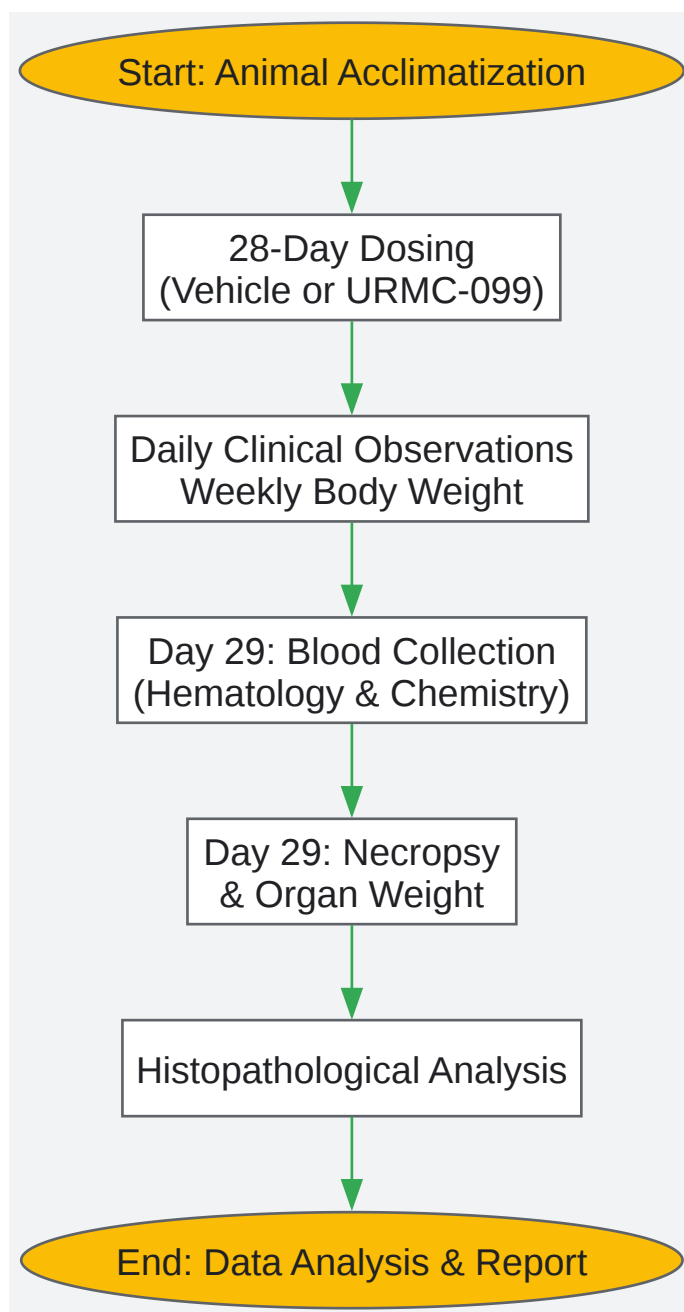 Start: Animal Acclimatization
28-Day Dosing
(Vehicle or URMC-099)
Daily Clinical Observations
Weekly Body Weight
Day 29: Blood Collection
(Hematology & Chemistry)
Day 29: Necropsy
& Organ Weight
Histopathological Analysis
End: Data Analysis & Report